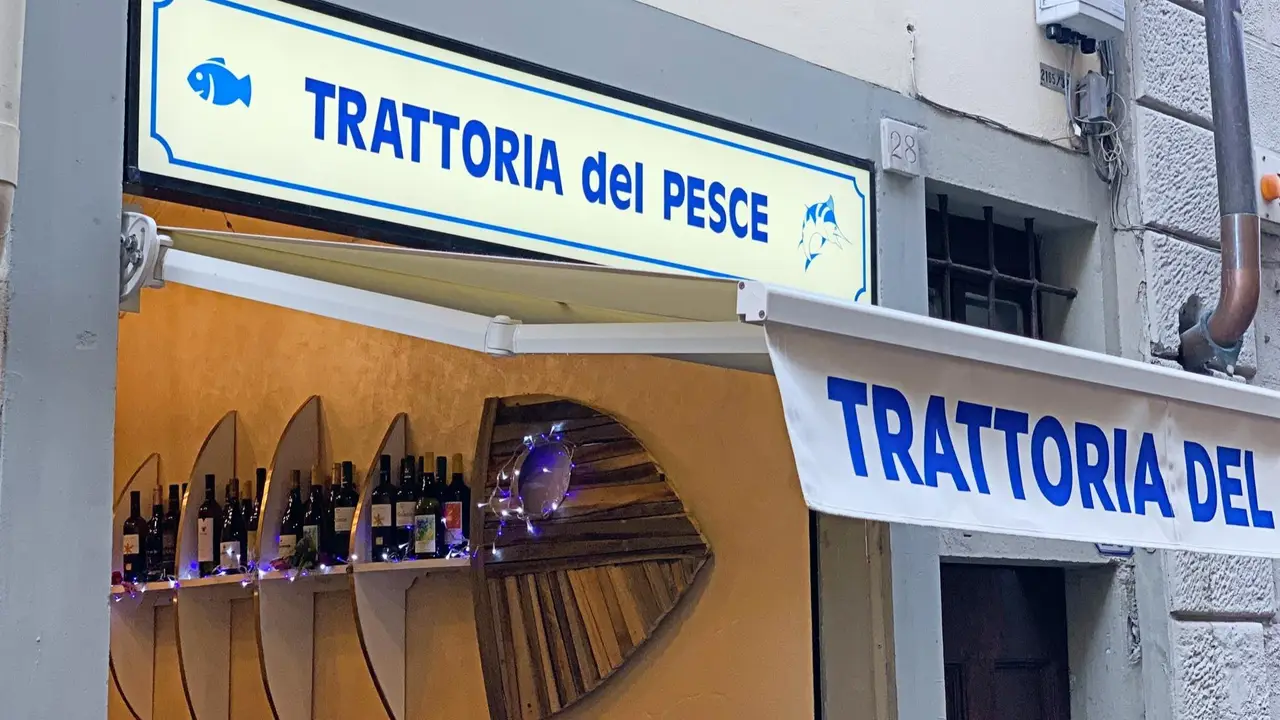 TRATTORIA del PESCE
28
TRATTORIA DEL